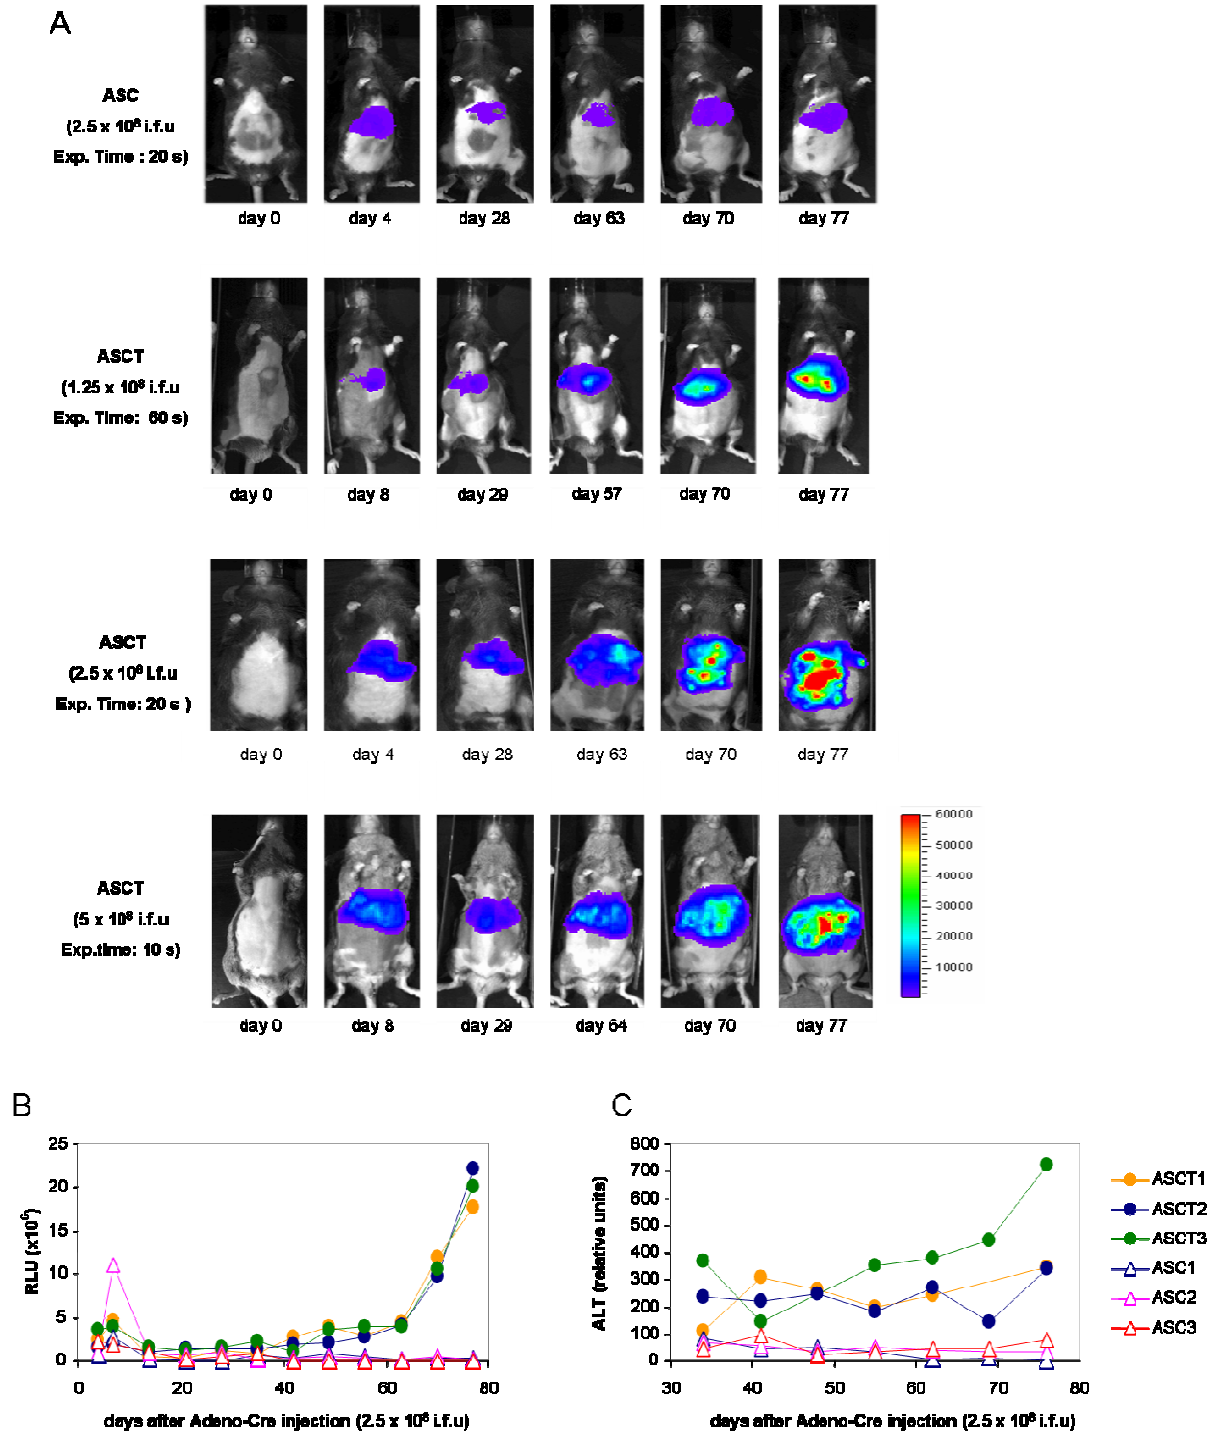 A
ASC
(2.5 x 10⁸ i.f.u
Exp. Time : 20 s)
day 0
day 4
day 28
day 63
day 70
day 77
ASCT
(1.25 x 10⁸ i.f.u
Exp. Time: 60 s)
day 0
day 8
day 29
day 57
day 70
day 77
ASCT
(2.5 x 10⁸ i.f.u
Exp. Time: 20 s )
day 0
day 4
day 28
day 63
day 70
day 77
60000
50000
40000
30000
20000
10000
ASCT
(5 x 10⁸ i.f.u
Exp.time: 10 s)
day 0
day 8
day 29
day 64
day 70
day 77
B
RLU (x10⁶)
25
20
15
10
5
0
0 20 40 60 80
days after Adeno-Cre injection (2.5 x 10⁸ i.f.u)
C
ALT (relative units)
800
700
600
500
400
300
200
100
0
30 40 50 60 70 80
days after Adeno-Cre injection (2.5 x 10⁸ i.f.u)
ASCT1
ASCT2
ASCT3
ASC1
ASC2
ASC3